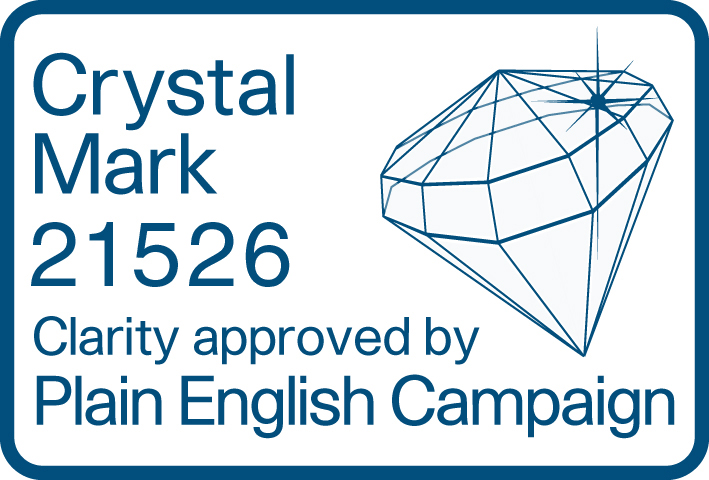 Crystal
Mark
21526
Clarity approved by
Plain English Campaign